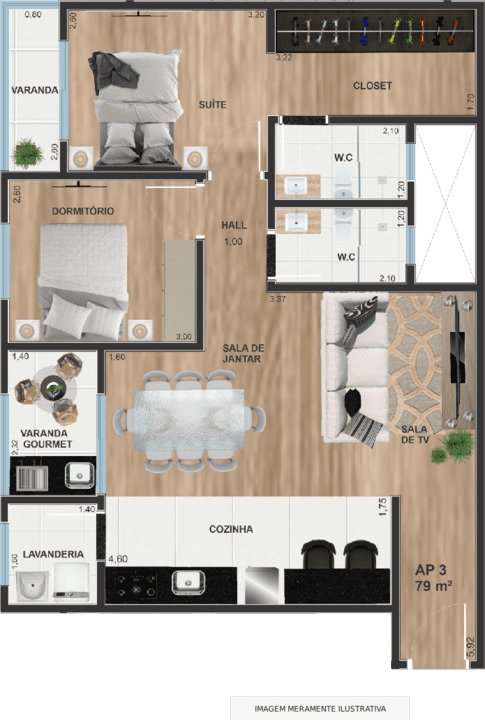 0,60
2,60
3,20
VARANDA
SUÍTE
3,22
CLOSET
1,70
2,60
2,10
W.C
1,20
2,60
DORMITÓRIO
HALL
1,00
1,20
W.C
2,10
3,00
3,37
SALA DE
JANTAR
1,40
1,60
VARANDA
GOURMET
2,32
SALA
DE TV
1,40
COZINHA
1,75
LAVANDERIA
1,60
4,60
AP 3
79 m²
5,92
IMAGEM MERAMENTE ILUSTRATIVA